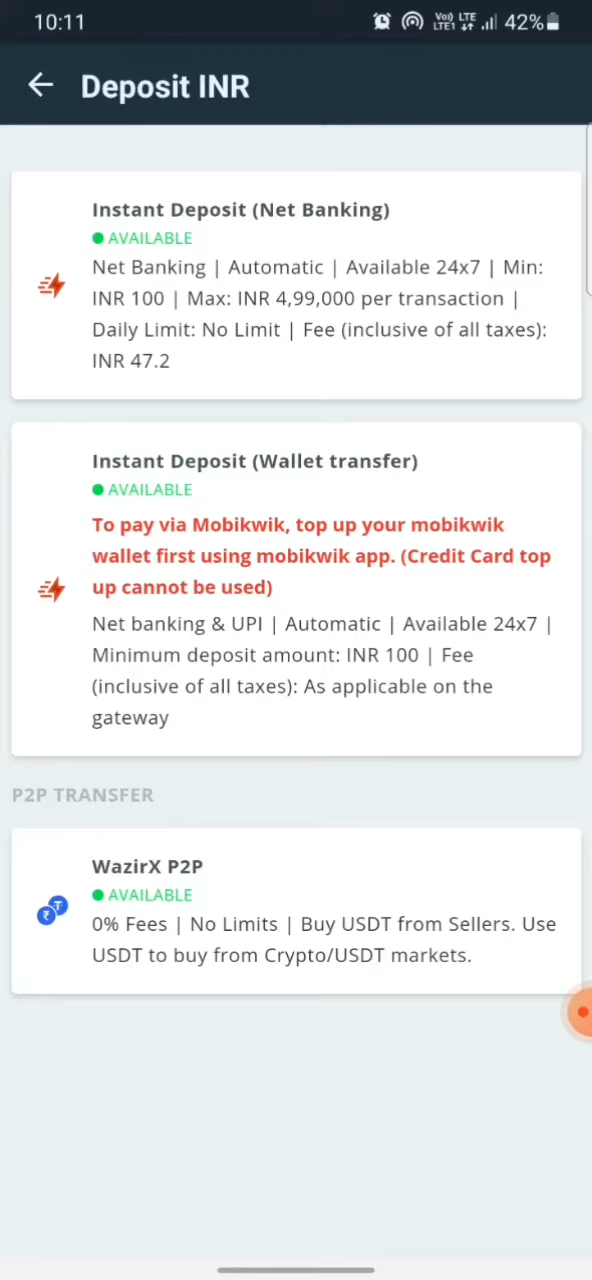 10:11
Vo) LTE
LTE1
42%
Deposit INR
Instant Deposit (Net Banking)
AVAILABLE
Net Banking | Automatic | Available 24x7 | Min:
INR 100 | Max: INR 4,99,000 per transaction |
Daily Limit: No Limit | Fee (inclusive of all taxes):
INR 47.2
Instant Deposit (Wallet transfer)
AVAILABLE
To pay via Mobikwik, top up your mobikwik
wallet first using mobikwik app. (Credit Card top
up cannot be used)
Net banking & UPI | Automatic | Available 24x7 |
Minimum deposit amount: INR 100 | Fee
(inclusive of all taxes): As applicable on the
gateway
P2P TRANSFER
WazirX P2P
AVAILABLE
0% Fees | No Limits | Buy USDT from Sellers. Use
USDT to buy from Crypto/USDT markets.